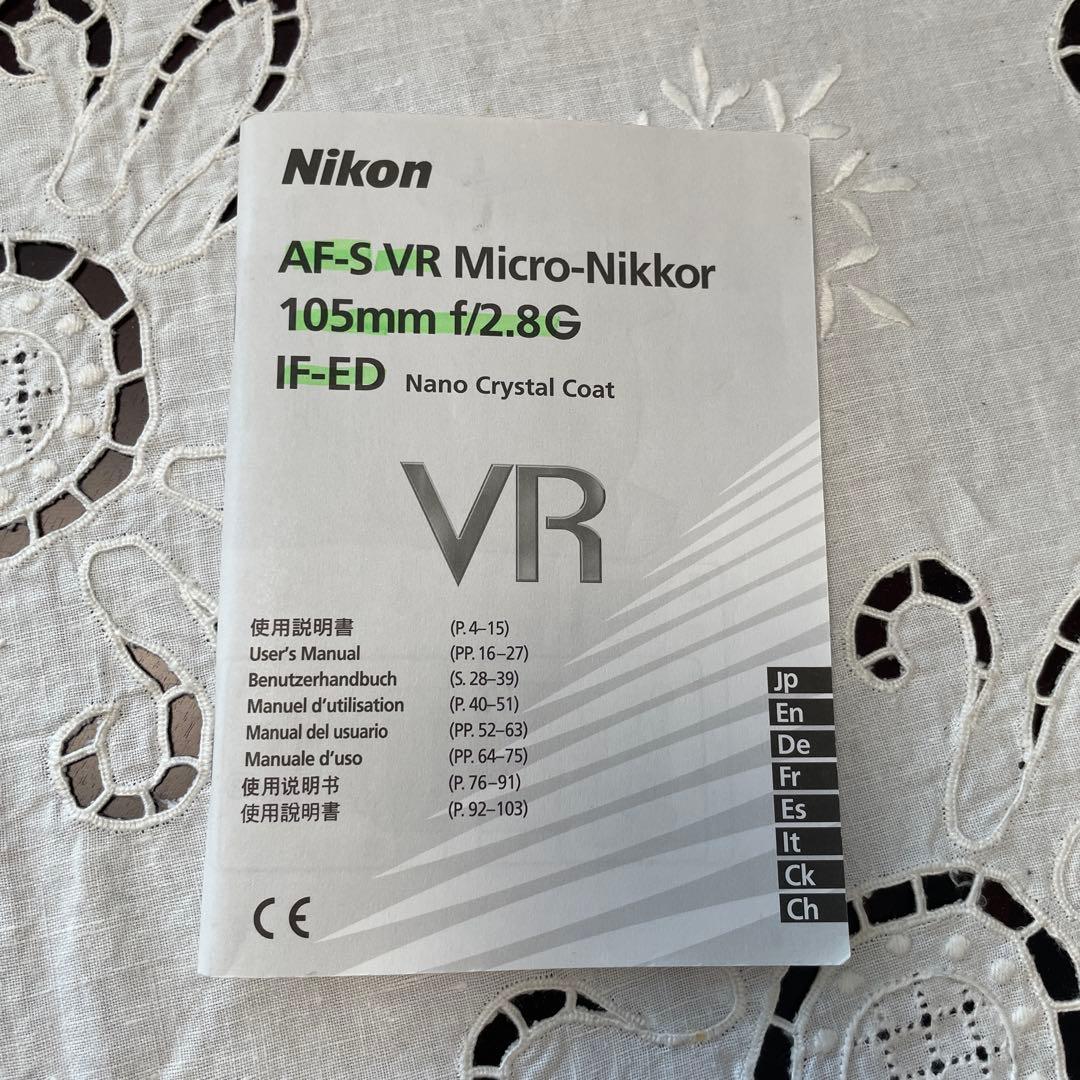 Nikon
AF-S VR Micro-Nikkor
105mm f/2.8G
IF-ED Nano Crystal Coat
VR
使用説明書 (P. 4–15)
User's Manual (PP. 16–27)
Benutzerhandbuch (S. 28–39)
Manuel d'utilisation (P. 40–51)
Manual del usuario (PP. 52–63)
Manuale d'uso (PP. 64–75)
使用说明书 (P. 76–91)
使用說明書 (P. 92–103)
Jp
En
De
Fr
Es
It
Ck
Ch
CE